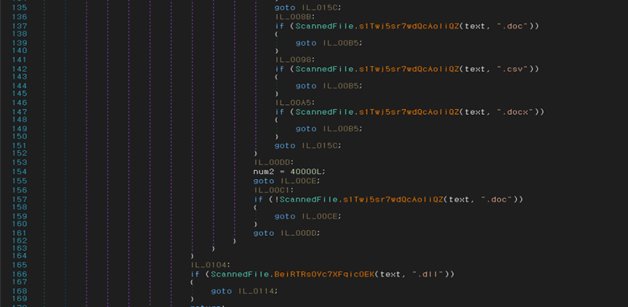 135 goto IL_015C;
136 IL_008B:
137 if (ScannedFile.s1Twj5sr7wdQcAoliQZ(text, ".doc"))
138 {
139 goto IL_00B5;
140 }
141 IL_0098:
142 if (ScannedFile.s1Twj5sr7wdQcAoliQZ(text, ".csv"))
143 {
144 goto IL_00B5;
145 }
146 IL_00A5:
147 if (ScannedFile.s1Twj5sr7wdQcAoliQZ(text, ".docx"))
148 {
149 goto IL_00B5;
150 }
151 goto IL_015C;
152 }
153 IL_00DD:
154 num2 = 40000L;
155 goto IL_00CE;
156 IL_00C1:
157 if (!ScannedFile.s1Twj5sr7wdQcAoliQZ(text, ".doc"))
158 {
159 goto IL_00CE;
160 }
161 goto IL_00DD;
162 }
163 }
164 }
165 IL_0104:
166 if (ScannedFile.BeiRTRsOVc7XFqicOEK(text, ".dll"))
167 {
168 goto IL_0114;
169 }